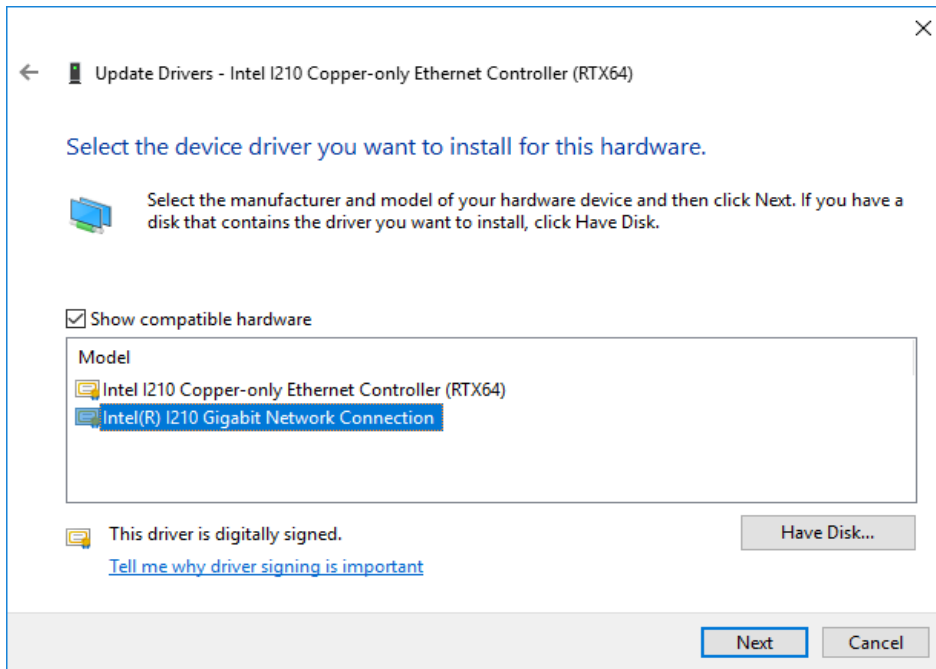 Update Drivers - Intel I210 Copper-only Ethernet Controller (RTX64)
Select the device driver you want to install for this hardware.
Select the manufacturer and model of your hardware device and then click Next. If you have a
disk that contains the driver you want to install, click Have Disk.
Show compatible hardware
Model
Intel I210 Copper-only Ethernet Controller (RTX64)
Intel(R) I210 Gigabit Network Connection
This driver is digitally signed.
Have Disk...
Tell me why driver signing is important
Next
Cancel